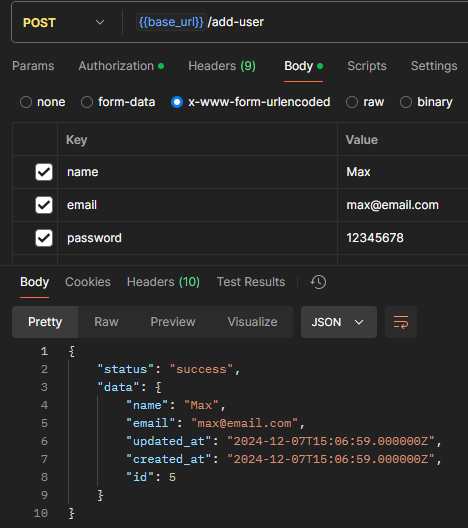 POST {{base_url}}/add-user
Params Authorization Headers (9) Body Scripts Settings
none form-data x-www-form-urlencoded raw binary
Key Value
name Max
email max@email.com
password 12345678
Body Cookies Headers (10) Test Results
Pretty Raw Preview Visualize JSON
1 {
2 "status": "success",
3 "data": {
4 "name": "Max",
5 "email": "max@email.com",
6 "updated_at": "2024-12-07T15:06:59.000000Z",
7 "created_at": "2024-12-07T15:06:59.000000Z",
8 "id": 5
9 }
10 }